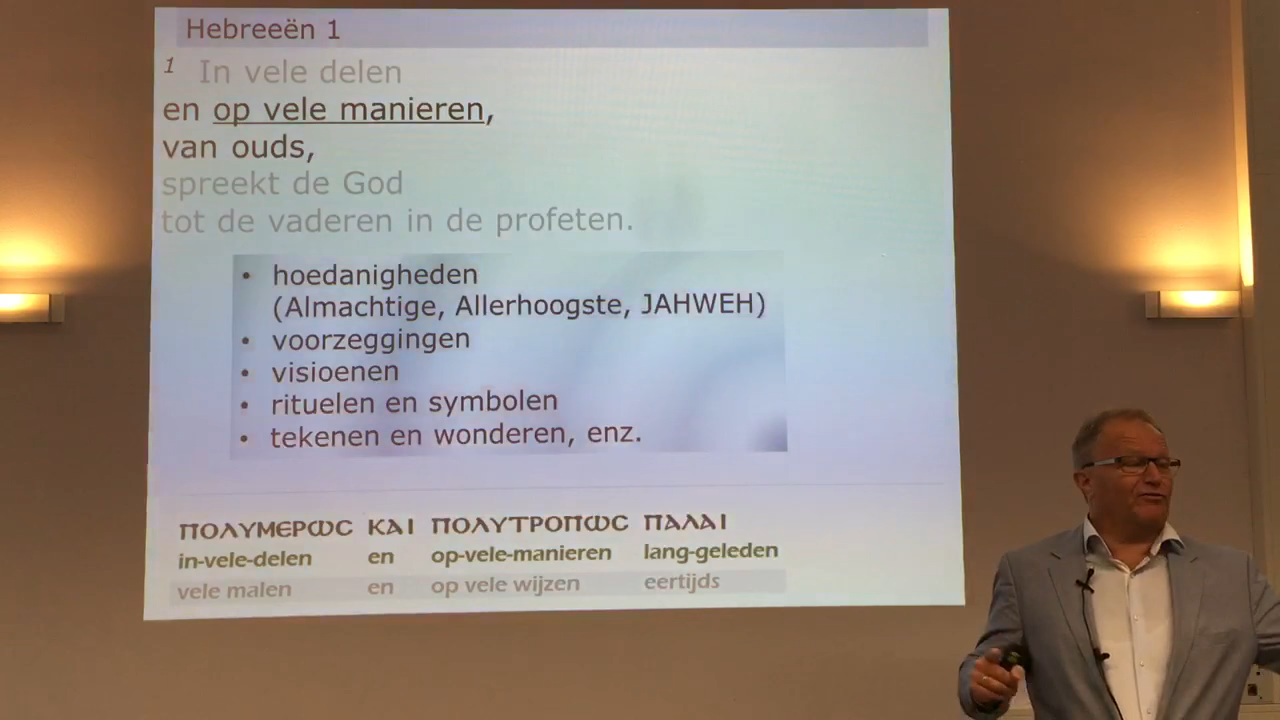 Hebreeën 1
1 In vele delen
en op vele manieren,
van ouds,
spreekt de God
tot de vaderen in de profeten.
• hoedanigheden
(Almachtige, Allerhoogste, JAHWEH)
• voorzeggingen
• visioenen
• rituelen en symbolen
• tekenen en wonderen, enz.
ΠΟΛΥΜΕΡωϹ ΚΑΙ ΠΟΛΥΤΡΟΠωϹ ΠΑΛΑΙ
in-vele-delen en op-vele-manieren lang-geleden
vele malen en op vele wijzen eertijds